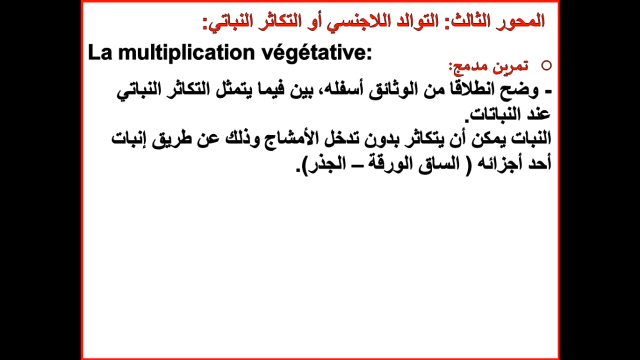 المحور الثالث: التوالد اللاجنسي أو التكاثر النباتي:
La multiplication végétative:
تمرين مدمج:
- وضح انطلاقا من الوثائق أسفله، بين فيما يتمثل التكاثر النباتي
عند النباتات.
النبات يمكن أن يتكاثر بدون تدخل الأمشاج وذلك عن طريق إنبات
أحد أجزائه ( الساق الورقة – الجذر).